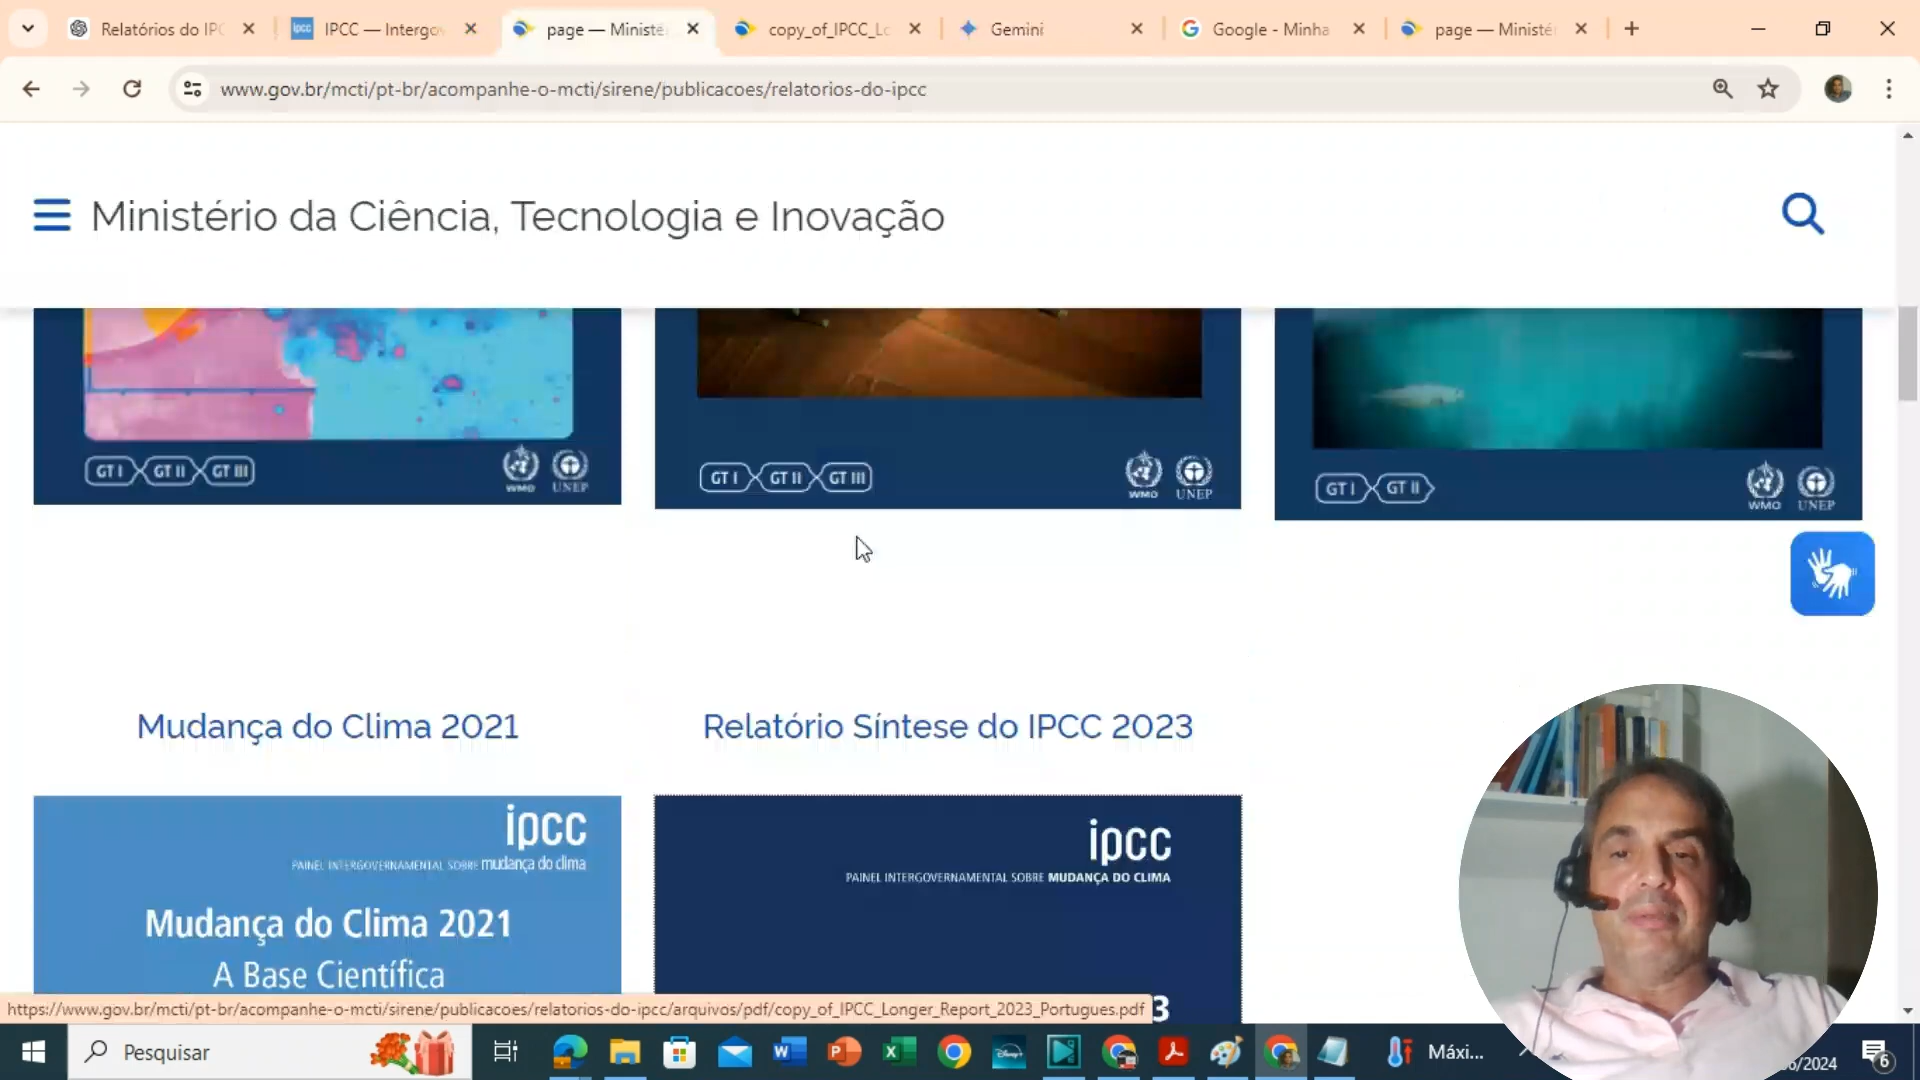 Relatórios do IPC
IPCC — Intergov
page — Ministé
copy_of_IPCC_Lo
Gemini
Google - Minha
page — Ministé
www.gov.br/mcti/pt-br/acompanhe-o-mcti/sirene/publicacoes/relatorios-do-ipcc
Ministério da Ciência, Tecnologia e Inovação
GT I GT II GT III
WMO UNEP
GT I GT II GT III
WMO UNEP
GT I GT II
WMO UNEP
Mudança do Clima 2021
Relatório Síntese do IPCC 2023
ipcc
PAINEL INTERGOVERNAMENTAL SOBRE mudança do clima
Mudança do Clima 2021
A Base Científica
ipcc
PAINEL INTERGOVERNAMENTAL SOBRE MUDANÇA DO CLIMA
3
https://www.gov.br/mcti/pt-br/acompanhe-o-mcti/sirene/publicacoes/relatorios-do-ipcc/arquivos/pdf/copy_of_IPCC_Longer_Report_2023_Portugues.pdf
Pesquisar
Máxi...
/2024
6